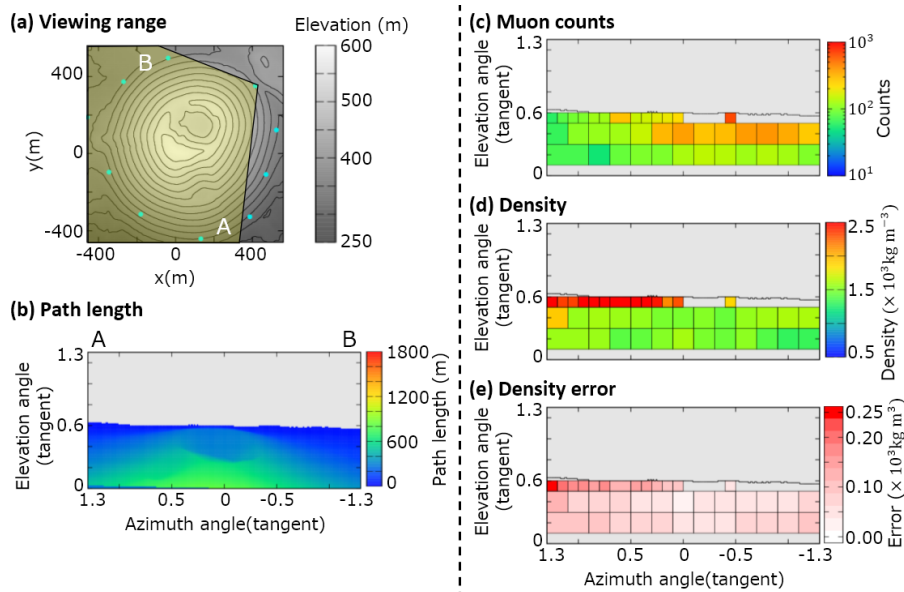 (a) Viewing range
Elevation (m)
B
A
400
0
-400
y(m)
-400 0 400
x(m)
600
500
400
250
(b) Path length
A B
1.3
0.6
0
Elevation angle
(tangent)
1.3 0.5 0 -0.5 -1.3
Azimuth angle(tangent)
1800
1200
600
0
Path length (m)
(c) Muon counts
1.3
0.6
0
Elevation angle
(tangent)
10³
10²
10¹
Counts
(d) Density
1.3
0.6
0
Elevation angle
(tangent)
2.5
1.5
0.5
Density (× 10³kg m⁻³)
(e) Density error
1.3
0.6
0
Elevation angle
(tangent)
1.3 0.5 0 -0.5 -1.3
Azimuth angle(tangent)
0.25
0.20
0.10
0.00
Error (× 10³kg m³)